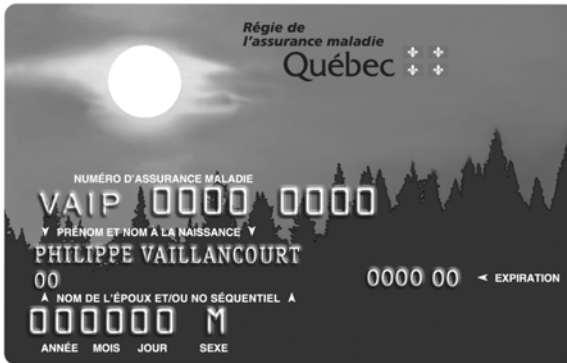 Régie de
l'assurance maladie
Québec
NUMÉRO D'ASSURANCE MALADIE
VAIP 0000 0000
PRÉNOM ET NOM À LA NAISSANCE
PHILIPPE VAILLANCOURT
00
0000 00 EXPIRATION
NOM DE L'ÉPOUX ET/OU NO SÉQUENTIEL
000000 M
ANNÉE MOIS JOUR SEXE